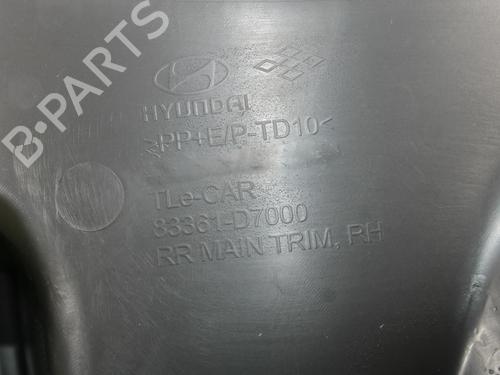 B-PARTS
HYUNDAI
>PP+E/P-TD10<
TLe-CAR
83361-D7000
RR MAIN TRIM, RH